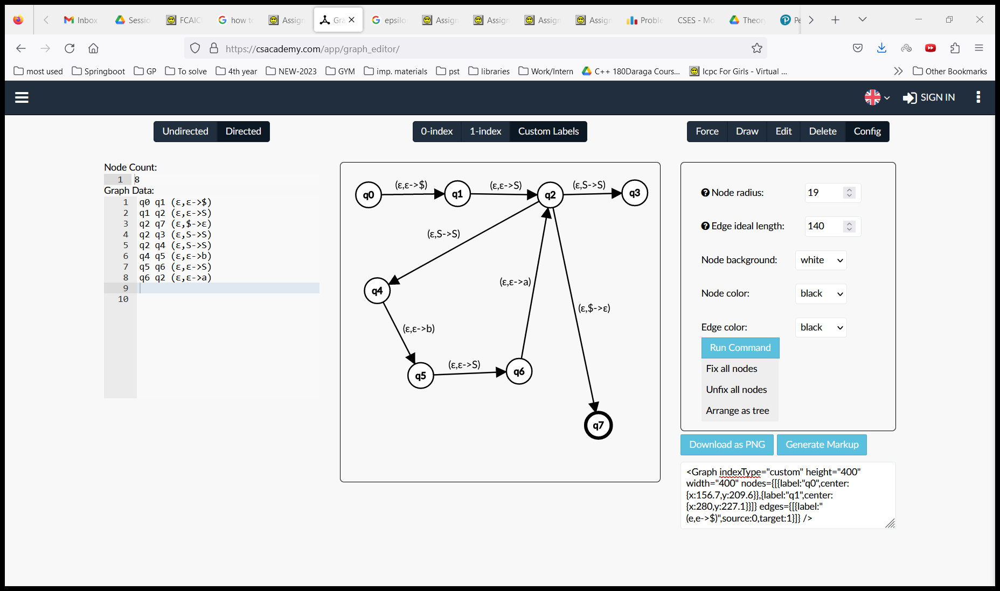 Inbox Sessio FCAIC how to Assign Gra epsilo Assign Assign Assign Assign Proble CSES - Mo Theory Pe
https://csacademy.com/app/graph_editor/
most used Springboot GP To solve 4th year NEW-2023 GYM imp. materials pst libraries Work/Intern C++ 180Daraga Cours... Icpc For Girls - Virtual ... Other Bookmarks
SIGN IN
Undirected Directed 0-index 1-index Custom Labels Force Draw Edit Delete Config
Node Count:
1 8
Graph Data:
1 q0 q1 (ε,ε->$)
2 q1 q2 (ε,ε->S)
3 q2 q7 (ε,$->ε)
4 q2 q3 (ε,S->S)
5 q2 q4 (ε,S->S)
6 q4 q5 (ε,ε->b)
7 q5 q6 (ε,ε->S)
8 q6 q2 (ε,ε->a)
9
10
(ε,ε->$) (ε,ε->S) (ε,S->S)
q0 q1 q2 q3
(ε,S->S)
(ε,ε->a)
q4
(ε,$->ε)
(ε,ε->b)
(ε,ε->S)
q5 q6
q7
Node radius: 19
Edge ideal length: 140
Node background: white
Node color: black
Edge color: black
Run Command
Fix all nodes
Unfix all nodes
Arrange as tree
Download as PNG Generate Markup
<Graph indexType="custom" height="400"
width="400" nodes={[{label:"q0",center:
{x:156.7,y:209.6}},{label:"q1",center:
{x:280,y:227.1}}]} edges={[{label:"
(e,e->$)",source:0,target:1}]} />